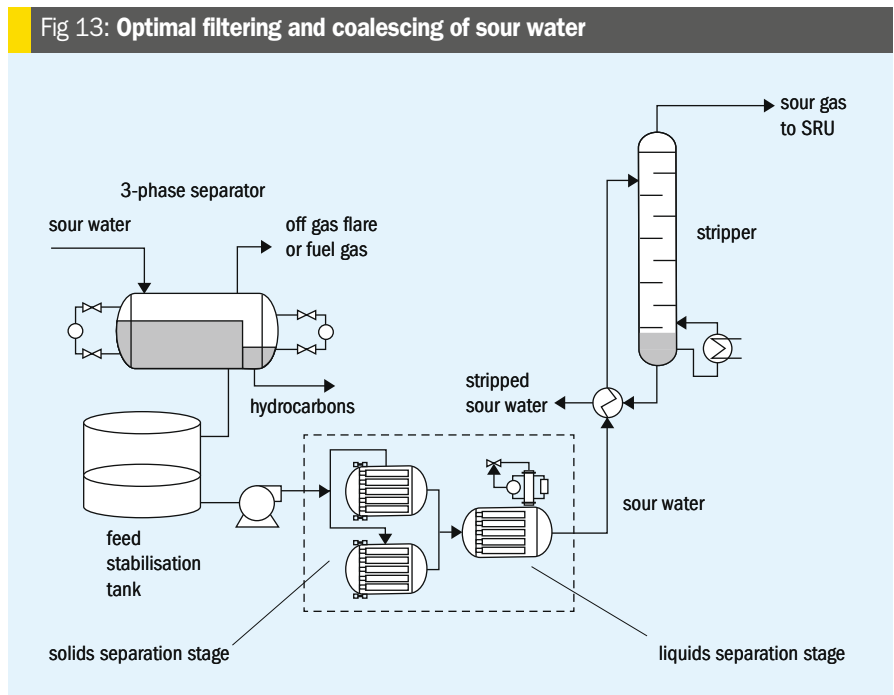 Fig 13: Optimal filtering and coalescing of sour water
sour gas
to SRU
3-phase separator
sour water
off gas flare
or fuel gas
stripper
stripped
sour water
hydrocarbons
sour water
feed
stabilisation
tank
solids separation stage
liquids separation stage